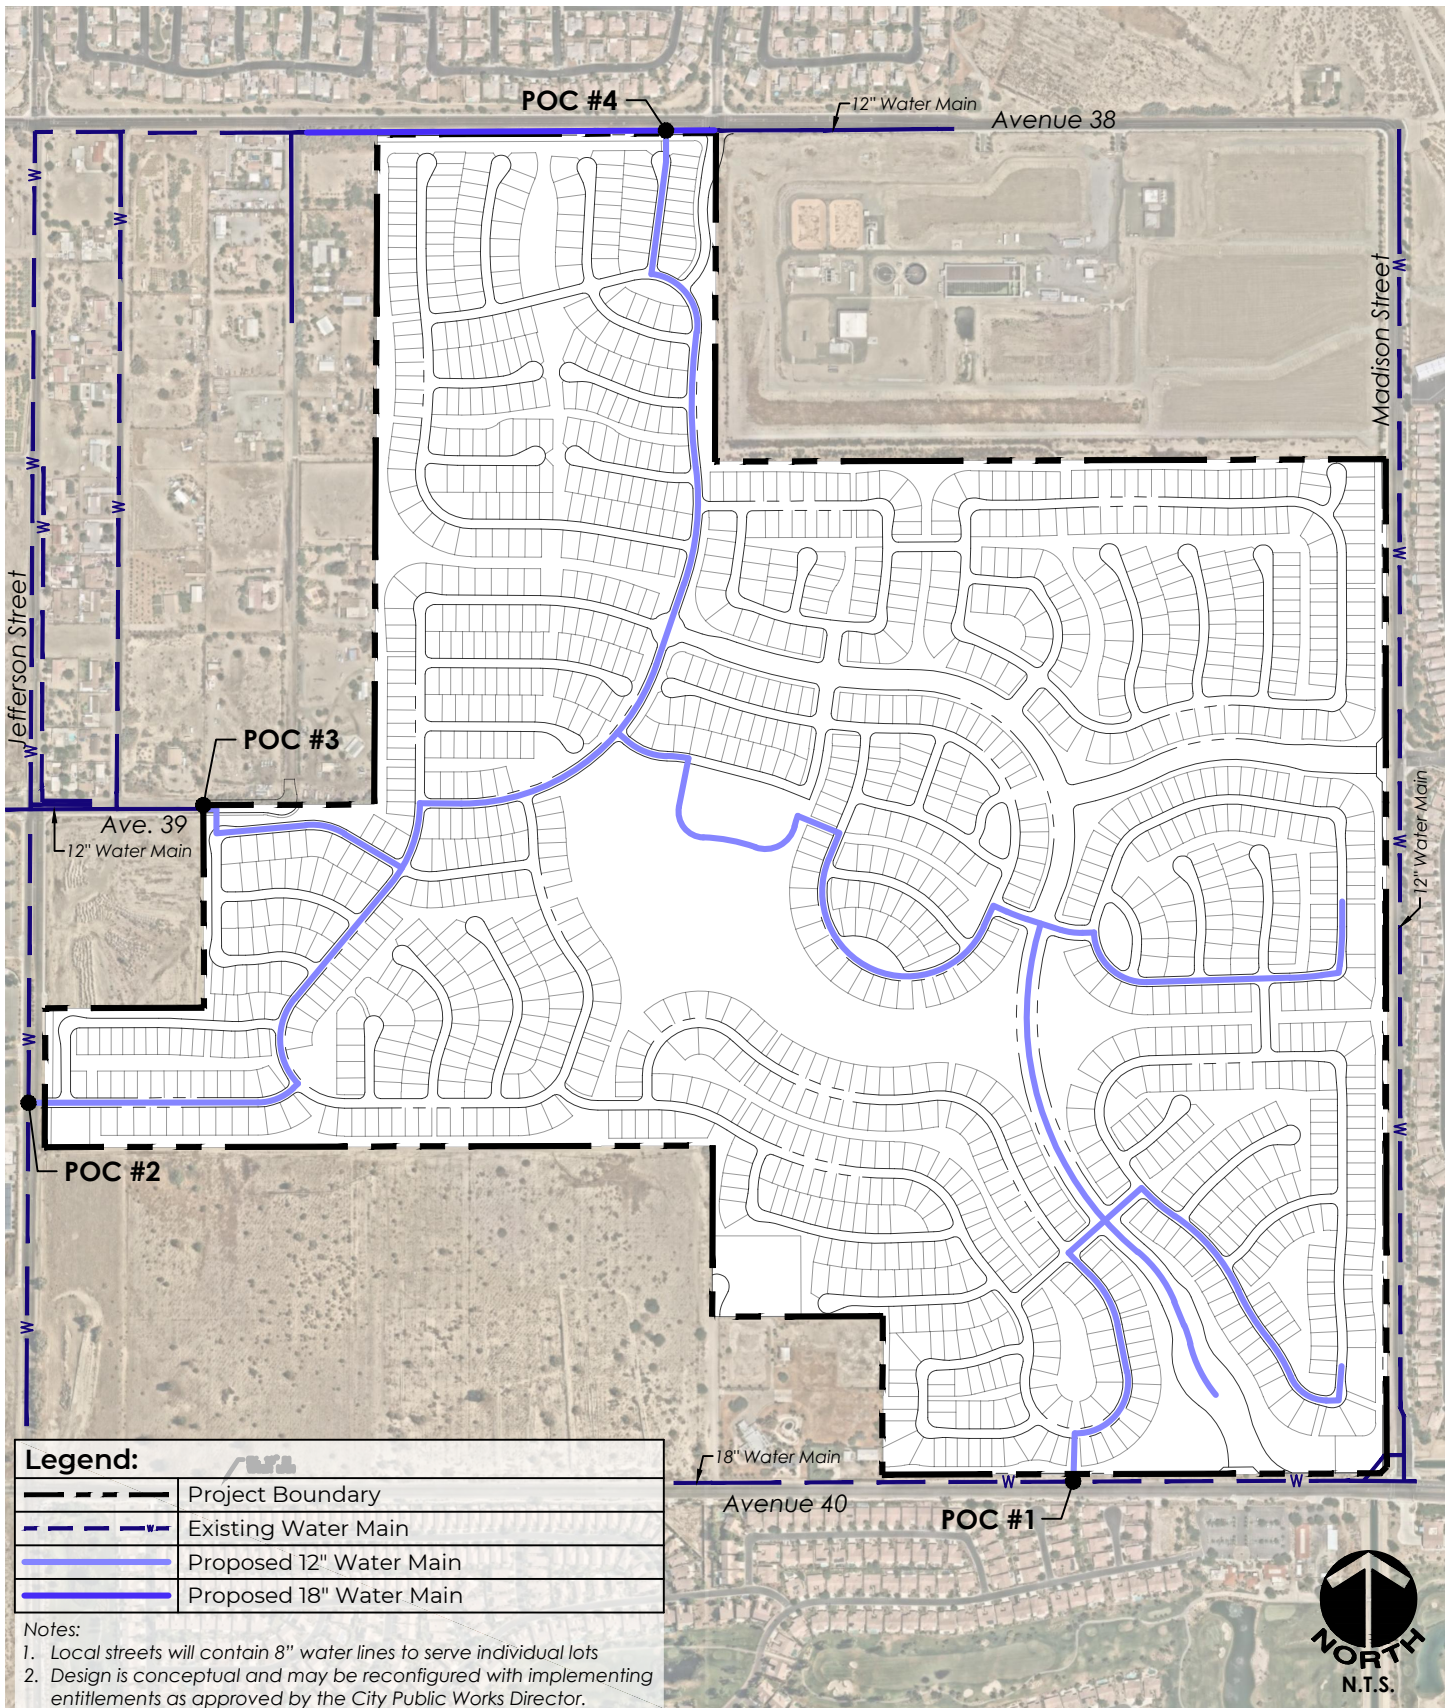 POC #4
12" Water Main
Avenue 38
W
W
W
Madison Street
W
W
W
W
W
Jefferson Street
W
POC #3
Ave. 39
12" Water Main
W
12" Water Main
W
POC #2
W
W
18" Water Main
W
W
Avenue 40
POC #1
Legend:
Project Boundary
W
Existing Water Main
Proposed 12" Water Main
Proposed 18" Water Main
Notes:
1. Local streets will contain 8” water lines to serve individual lots
2. Design is conceptual and may be reconfigured with implementing
entitlements as approved by the City Public Works Director.
NORTH
N.T.S.